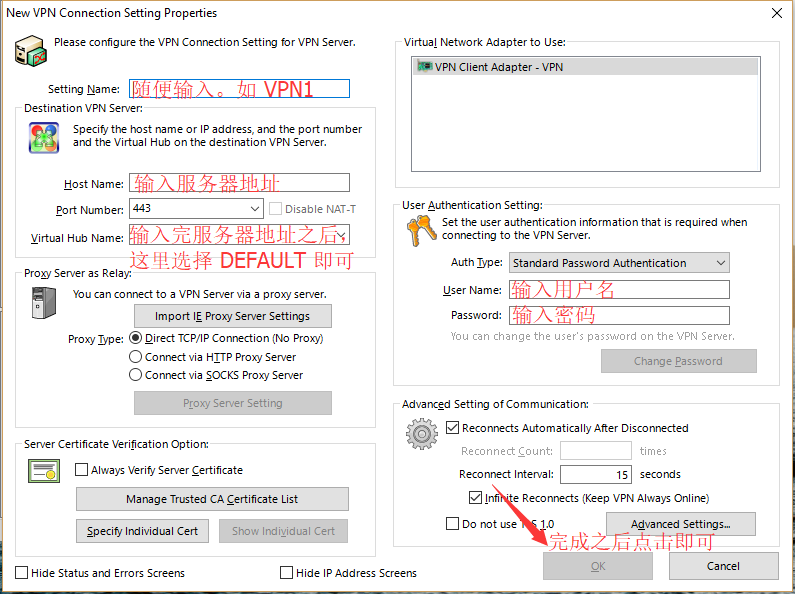 New VPN Connection Setting Properties
Please configure the VPN Connection Setting for VPN Server.
Setting Name:
随便输入。如 VPN1
Destination VPN Server:
Specify the host name or IP address, and the port number
and the Virtual Hub on the destination VPN Server.
Host Name:
输入服务器地址
Port Number:
443
Disable NAT-T
Virtual Hub Name:
输入完服务器地址之后,
这里选择 DEFAULT 即可
Proxy Server as Relay:
You can connect to a VPN Server via a proxy server.
Import IE Proxy Server Settings
Proxy Type:
Direct TCP/IP Connection (No Proxy)
Connect via HTTP Proxy Server
Connect via SOCKS Proxy Server
Proxy Server Setting
Server Certificate Verification Option:
Always Verify Server Certificate
Manage Trusted CA Certificate List
Specify Individual Cert
Show Individual Cert
Hide Status and Errors Screens
Hide IP Address Screens
Virtual Network Adapter to Use:
VPN Client Adapter - VPN
User Authentication Setting:
Set the user authentication information that is required when
connecting to the VPN Server.
Auth Type:
Standard Password Authentication
User Name:
输入用户名
Password:
输入密码
You can change the user's password on the VPN Server.
Change Password
Advanced Setting of Communication:
Reconnects Automatically After Disconnected
Reconnect Count:
times
Reconnect Interval:
15
seconds
Infinite Reconnects (Keep VPN Always Online)
Do not use TLS 1.0
Advanced Settings...
完成之后点击即可
OK
Cancel